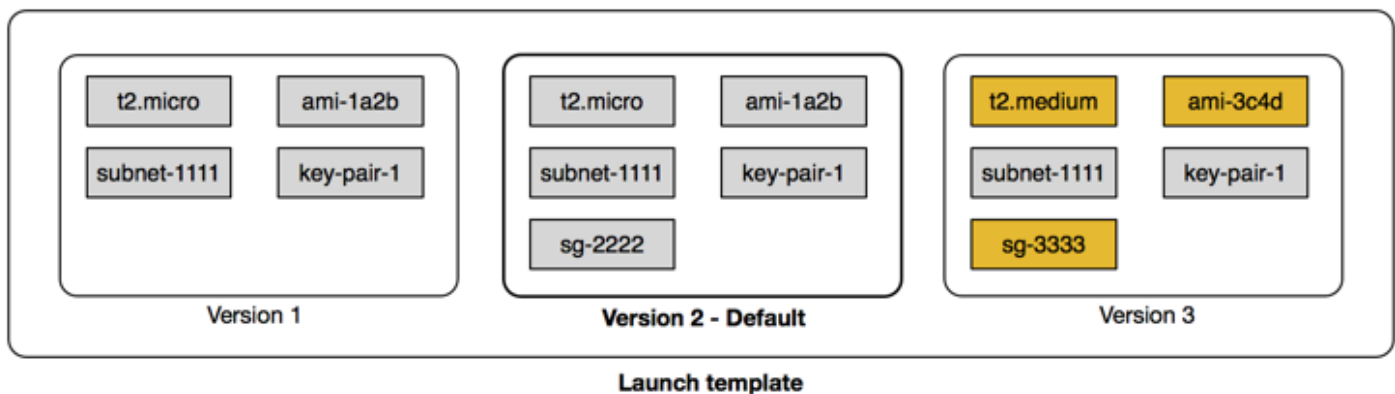 t2.micro ami-1a2b
subnet-1111 key-pair-1
Version 1
t2.micro ami-1a2b
subnet-1111 key-pair-1
sg-2222
Version 2 - Default
t2.medium ami-3c4d
subnet-1111 key-pair-1
sg-3333
Version 3
Launch template